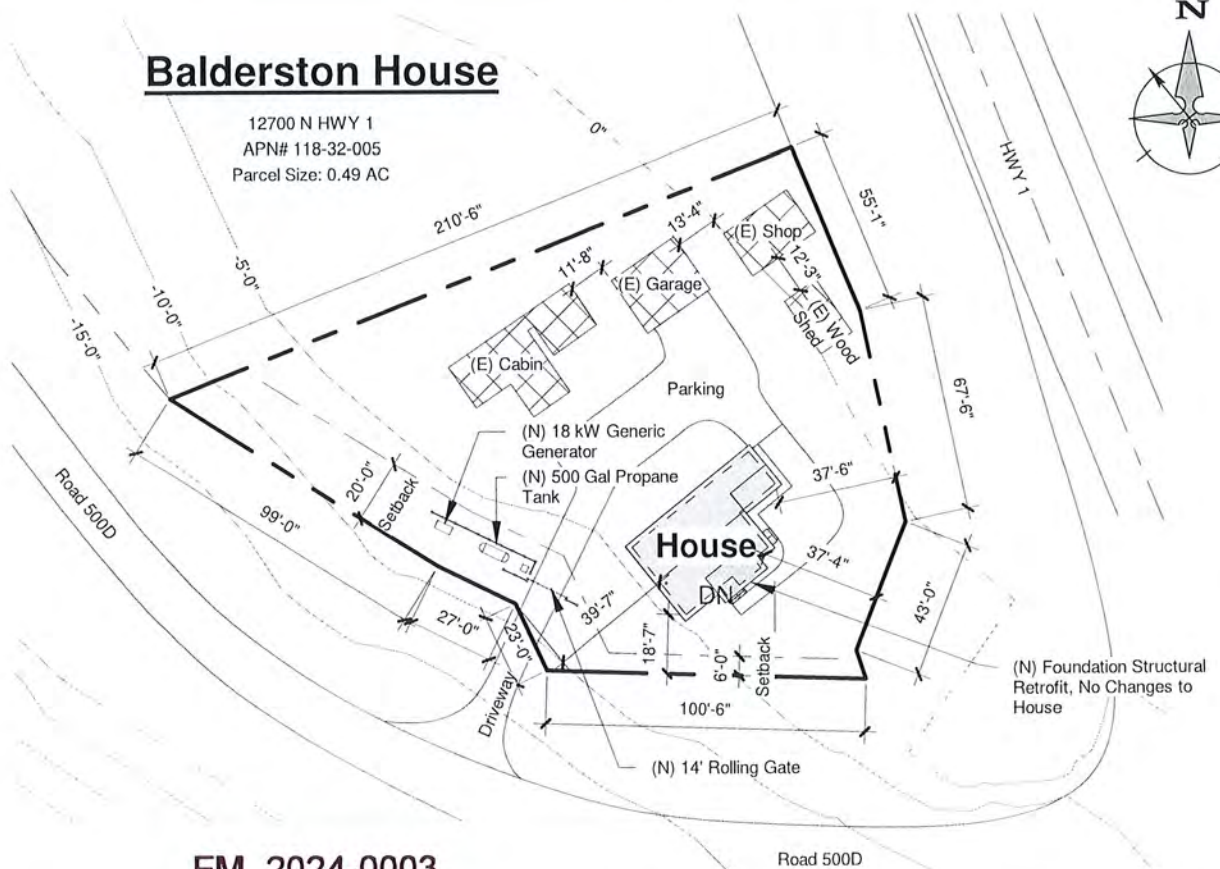 N
Balderston House
12700 N HWY 1
APN# 118-32-005
Parcel Size: 0.49 AC
0"
HWY 1
210'-6"
55'-1"
-5'-0"
-10'-0"
-15'-0"
13'-4"
(E) Shop
11'-8"
(E) Garage
12'-3"
(E) Wood
Shed
(E) Cabin
Parking
67'-6"
(N) 18 kW Generic
Generator
(N) 500 Gal Propane
Tank
20'-0"
Setback
37'-6"
Road 500D
99'-0"
House
37'-4"
DN
43'-0"
39'-7"
27'-0"
23'-0"
18'-7"
6'-0"
Setback
(N) Foundation Structural
Retrofit, No Changes to
House
Driveway
100'-6"
(N) 14' Rolling Gate
Road 500D
EM_2024-0003